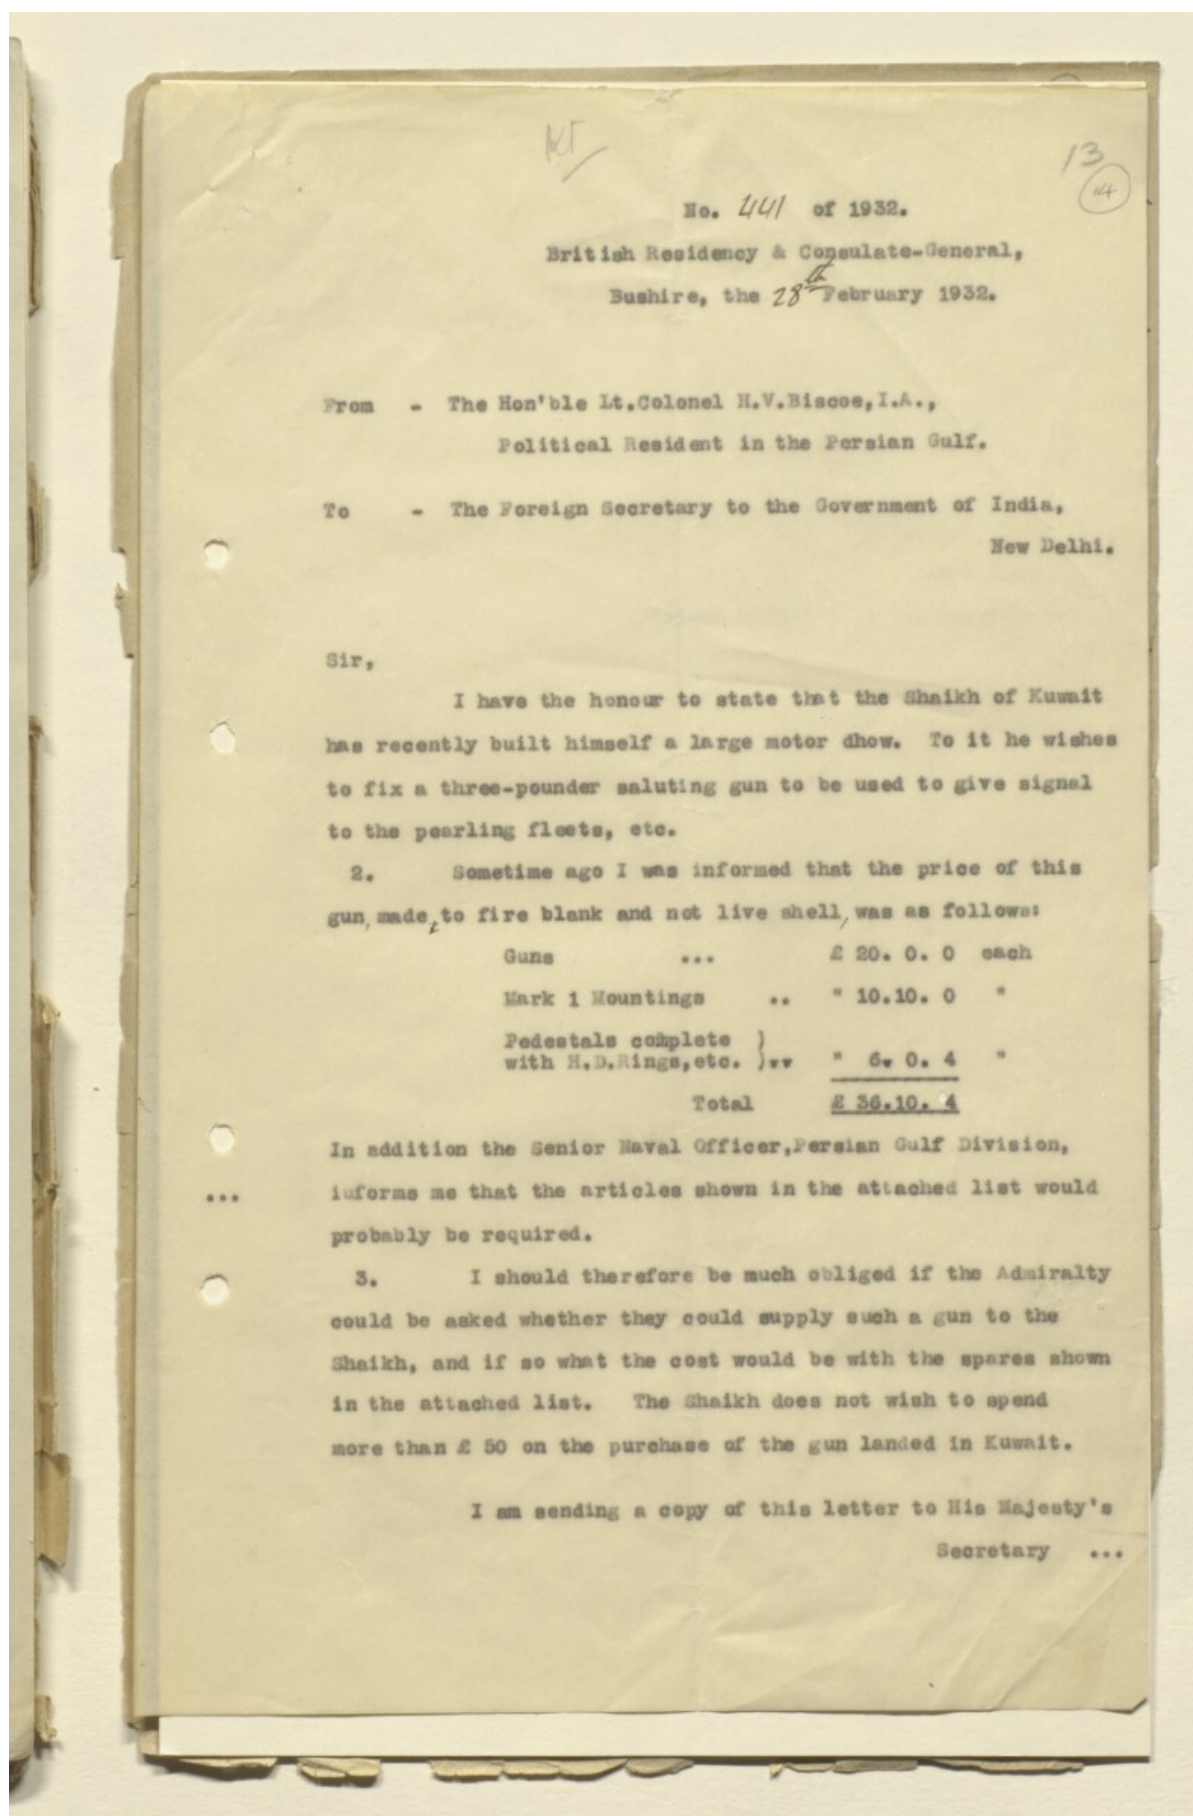 13
14
No. 441 of 1932.
British Residency & Consulate-General,
Bushire, the 28th February 1932.
From - The Hon'ble Lt.Colonel H.V.Biscoe,I.A.,
Political Resident in the Persian Gulf.
To - The Foreign Secretary to the Government of India,
New Delhi.
Sir,
I have the honour to state that the Shaikh of Kuwait
has recently built himself a large motor dhow. To it he wishes
to fix a three-pounder saluting gun to be used to give signal
to the pearling fleets, etc.
2. Sometime ago I was informed that the price of this
gun, made, to fire blank and not live shell, was as follows:
Guns ... £ 20. 0. 0 each
Mark 1 Mountings .. " 10.10. 0 "
Pedestals complete )
with H.D.Rings,etc. ).. " 6. 0. 4 "
Total £ 36.10. 4
In addition the Senior Naval Officer,Persian Gulf Division,
... informs me that the articles shown in the attached list would
probably be required.
3. I should therefore be much obliged if the Admiralty
could be asked whether they could supply such a gun to the
Shaikh, and if so what the cost would be with the spares shown
in the attached list. The Shaikh does not wish to spend
more than £ 50 on the purchase of the gun landed in Kuwait.
I am sending a copy of this letter to His Majesty's
Secretary ...